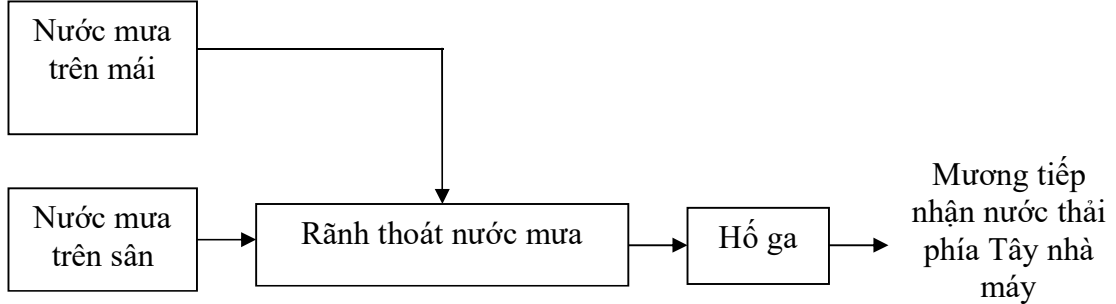 Nước mưa
trên mái
Nước mưa
trên sân
Rãnh thoát nước mưa
Hố ga
Mương tiếp
nhận nước thải
phía Tây nhà
máy